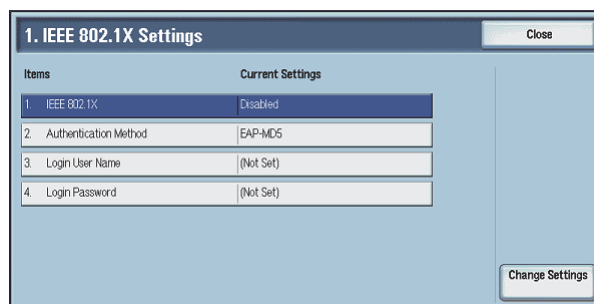 1. IEEE 802.1X Settings
Close
Items Current Settings
1. IEEE 802.1X Disabled
2. Authentication Method EAP-MD5
3. Login User Name (Not Set)
4. Login Password (Not Set)
Change Settings